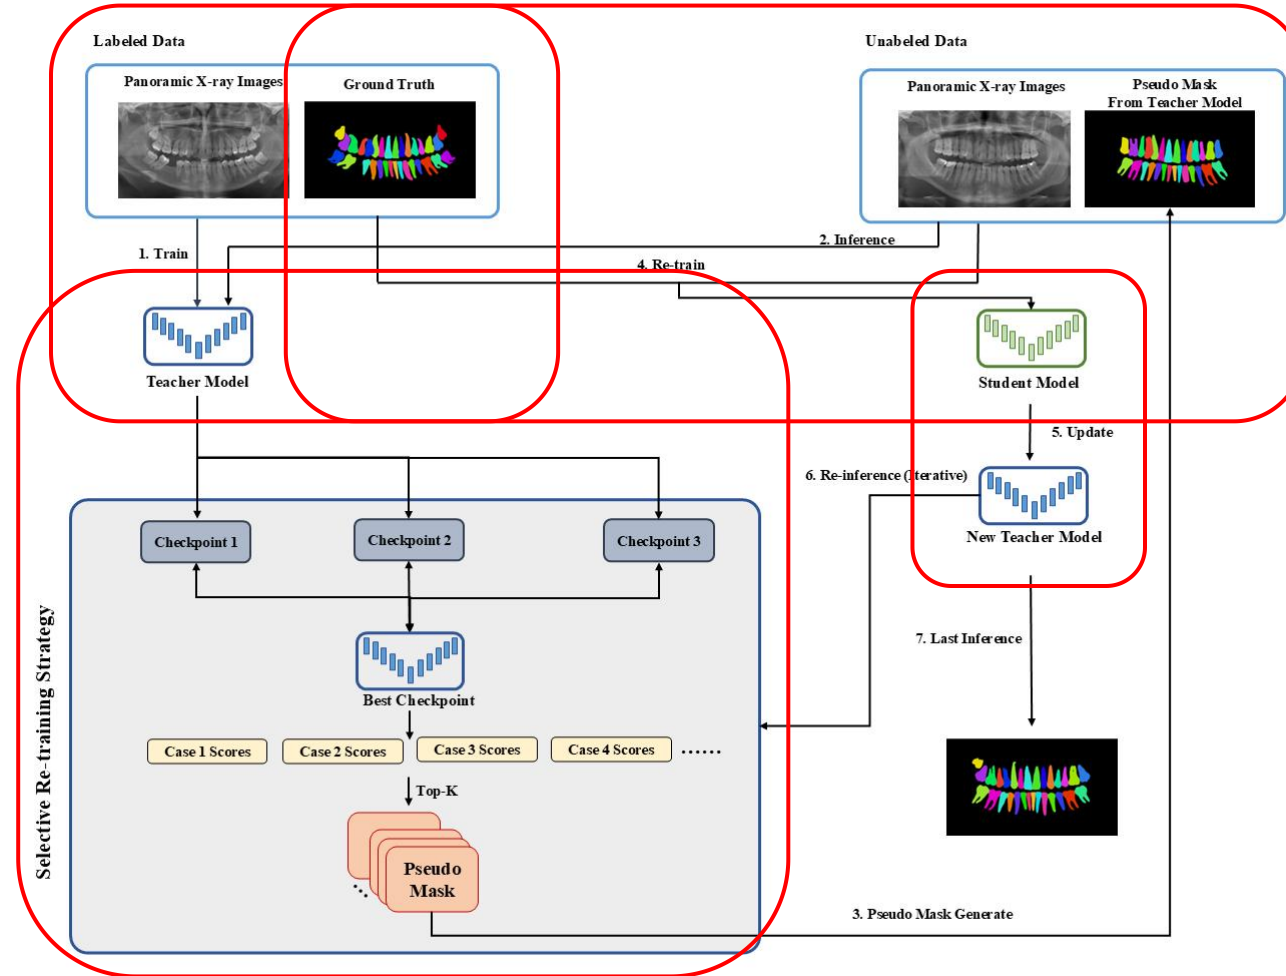 Labeled Data
Unabeled Data
Panoramic X-ray Images
Ground Truth
Panoramic X-ray Images
Pseudo Mask
From Teacher Model
1. Train
2. Inference
4. Re-train
Teacher Model
Student Model
5. Update
6. Re-inference (Iterative)
New Teacher Model
Checkpoint 1
Checkpoint 2
Checkpoint 3
Best Checkpoint
7. Last Inference
Case 1 Scores
Case 2 Scores
Case 3 Scores
Case 4 Scores
......
Top-K
Pseudo
Mask
...
3. Pseudo Mask Generate
Selective Re-training Strategy